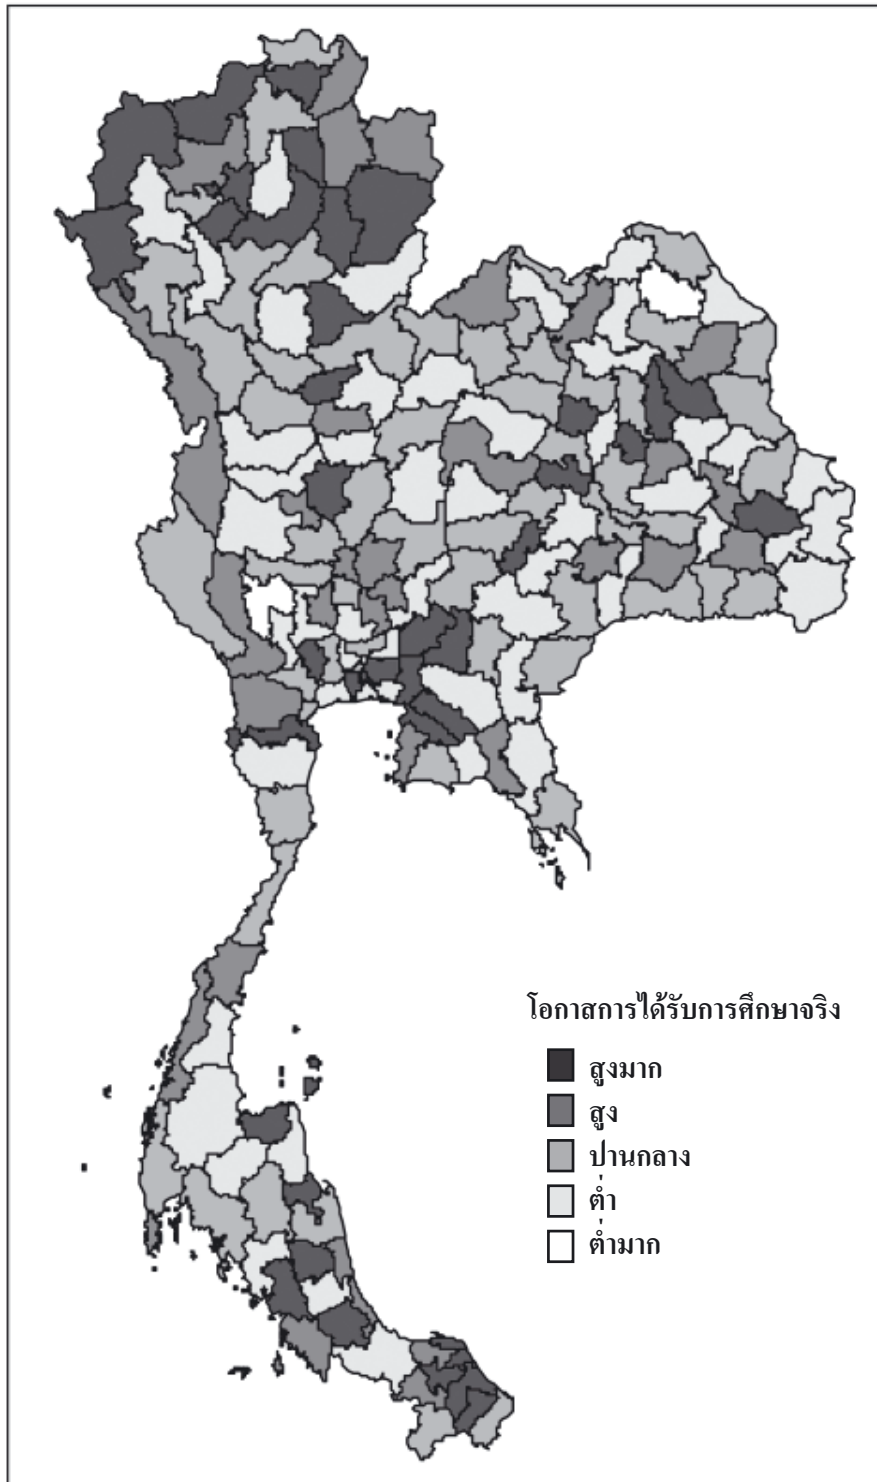 โอกาสการได้รับการศึกษาจริง
สูงมาก
สูง
ปานกลาง
ต่ำ
ต่ำมาก